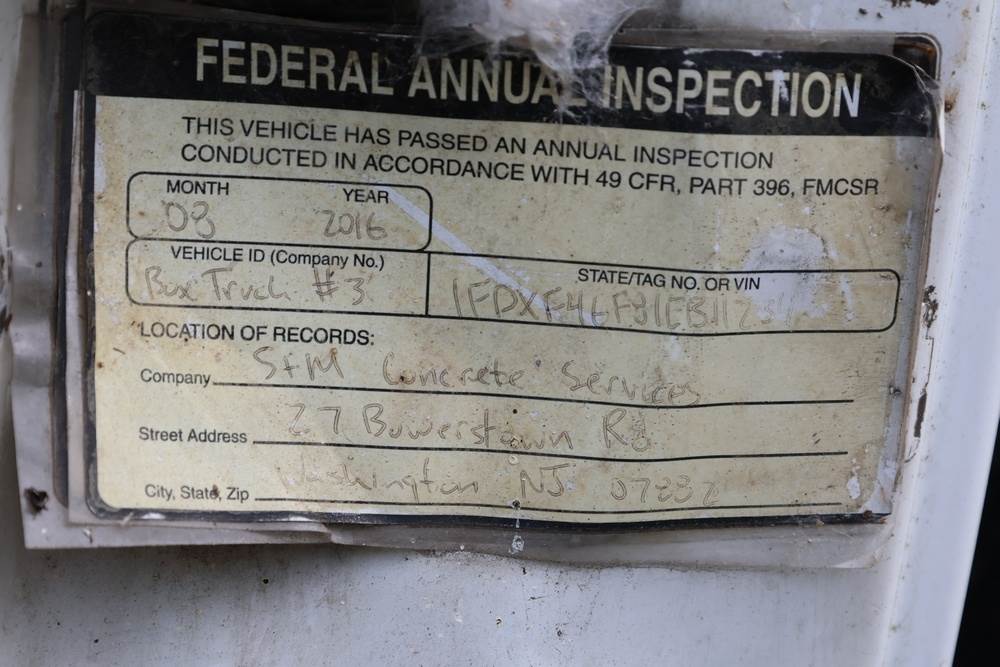 FEDERAL ANNUAL INSPECTION
THIS VEHICLE HAS PASSED AN ANNUAL INSPECTION
CONDUCTED IN ACCORDANCE WITH 49 CFR, PART 396, FMCSR
MONTH YEAR
08 2016
VEHICLE ID (Company No.) STATE/TAG NO. OR VIN
Box Truck #3
LOCATION OF RECORDS:
Company S+M Concrete Services
Street Address 27 Bowerstown Rd
City, State, Zip Washington NJ 07882